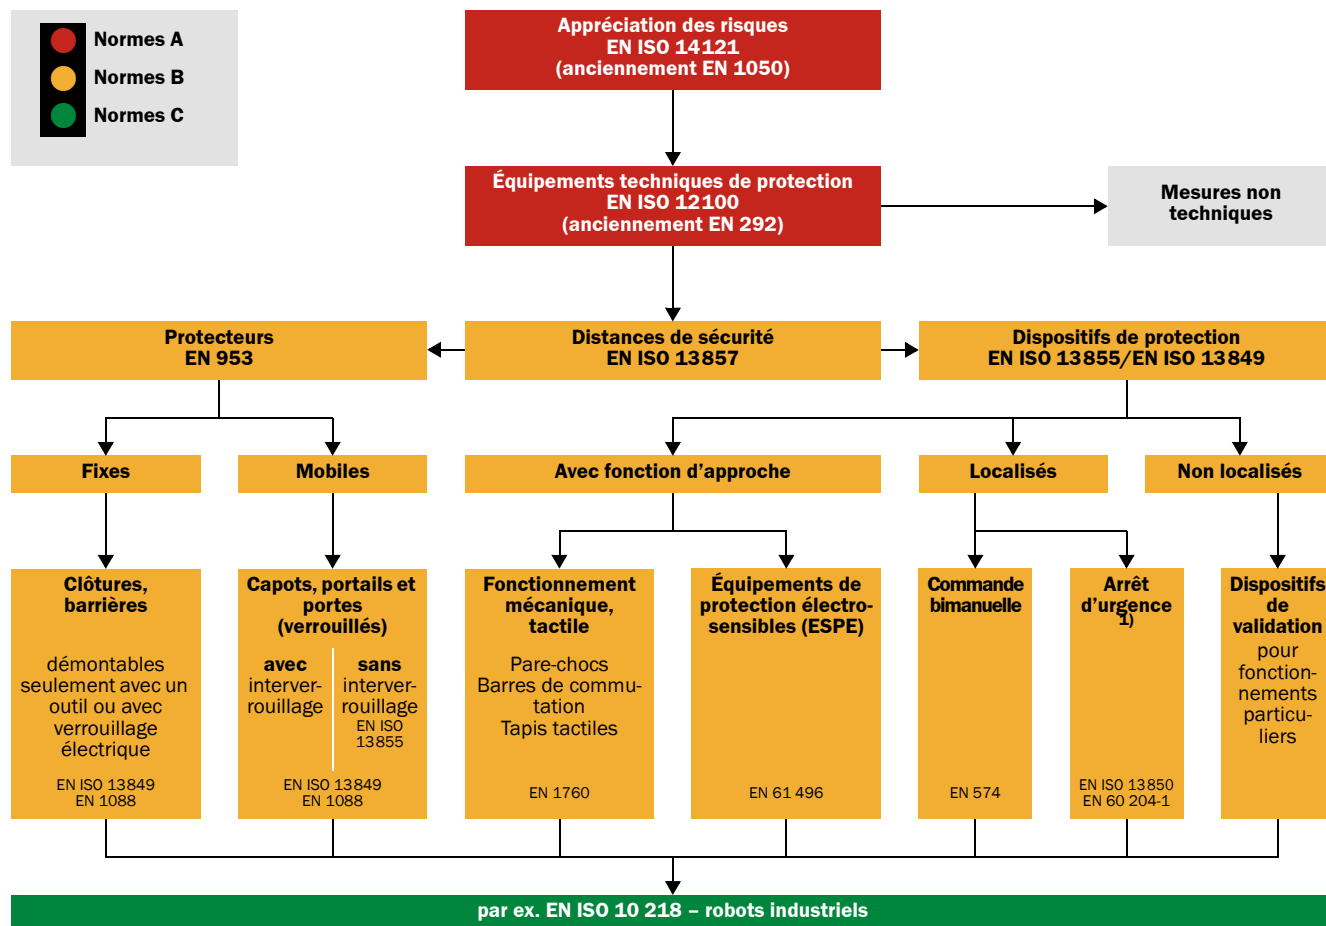 Normes A
Normes B
Normes C
Appréciation des risques
EN ISO 14121
(anciennement EN 1050)
Équipements techniques de protection
EN ISO 12100
(anciennement EN 292)
Mesures non
techniques
Protecteurs
EN 953
Distances de sécurité
EN ISO 13857
Dispositifs de protection
EN ISO 13855/EN ISO 13849
Fixes
Mobiles
Avec fonction d'approche
Localisés
Non localisés
Clôtures,
barrières
démontables
seulement avec un
outil ou avec
verrouillage
électrique
EN ISO 13849
EN 1088
Capots, portails et
portes
(verrouillés)
avec
interver-
rouillage
sans
interver-
rouillage
EN ISO
13855
EN ISO 13849
EN 1088
Fonctionnement
mécanique,
tactile
Pare-chocs
Barres de commu-
tation
Tapis tactiles
EN 1760
Équipements de
protection électro-
sensibles (ESPE)
EN 61 496
Commande
bimanuelle
EN 574
Arrêt
d'urgence
1)
EN ISO 13850
EN 60 204-1
Dispositifs
de
validation
pour
fonction-
nements
particu-
liers
par ex. EN ISO 10 218 – robots industriels